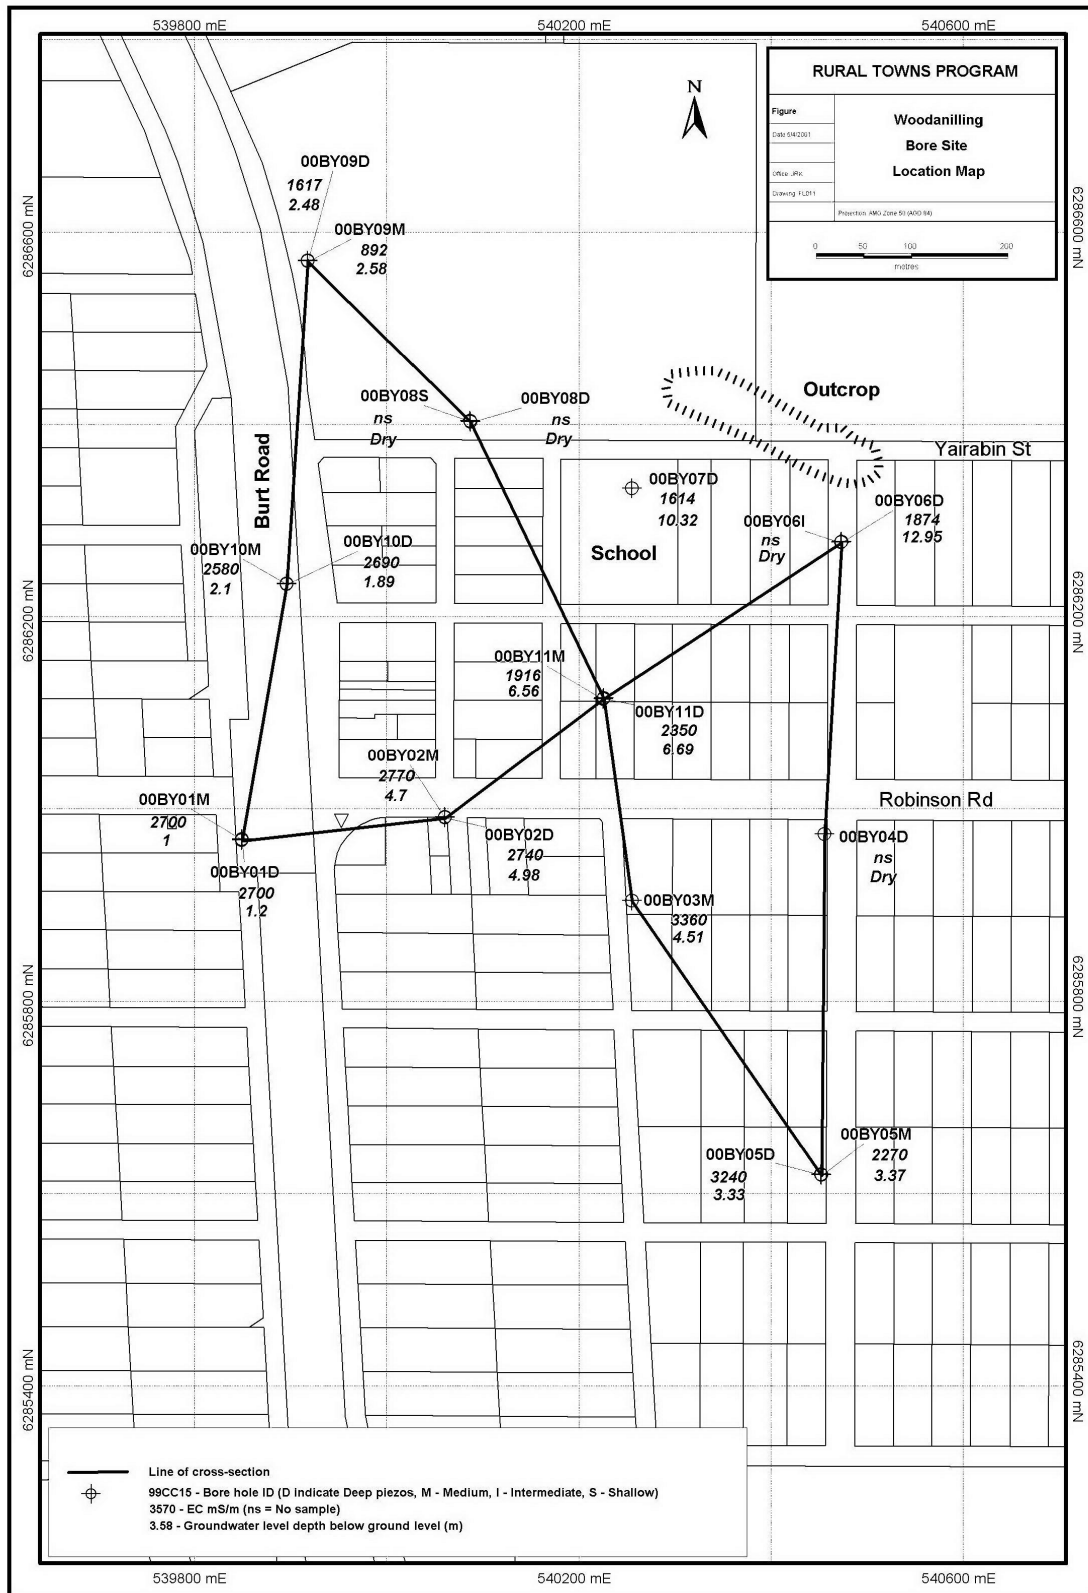 539800 mE
540200 mE
540600 mE
RURAL TOWNS PROGRAM
Figure
Date 5/4/2001
Woodanilling
Bore Site
Location Map
Projection: AMG Zone 50 (AGD 84)
0 50 100 200
metres
N
6286600 mN
6286600 mN
00BY09D
1617
2.48
00BY09M
892
2.58
00BY08S
ns
Dry
00BY08D
ns
Dry
Outcrop
Yairabin St
Burt Road
00BY07D
1614
10.32
00BY06I
ns
Dry
00BY06D
1874
12.95
School
00BY10M
2580
2.1
00BY10D
2690
1.89
6286200 mN
6286200 mN
00BY11M
1916
6.56
00BY11D
2350
6.69
00BY02M
2770
4.7
00BY01M
2700
1
Robinson Rd
00BY02D
2740
4.98
00BY04D
ns
Dry
00BY01D
2700
1.2
00BY03M
3360
4.51
6285800 mN
6285800 mN
00BY05D
3240
3.33
00BY05M
2270
3.37
6285400 mN
6285400 mN
Line of cross-section
99CC15 - Bore hole ID (D indicate Deep piezos, M - Medium, I - Intermediate, S - Shallow)
3570 - EC mS/m (ns = No sample)
3.58 - Groundwater level depth below ground level (m)
539800 mE
540200 mE
540600 mE